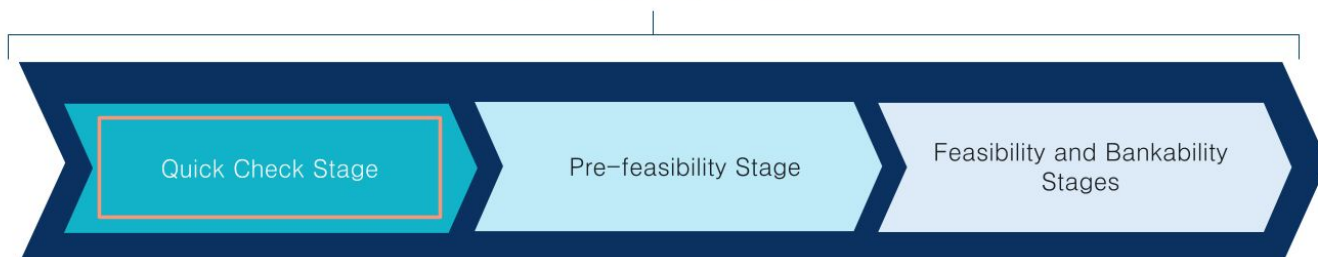 Quick Check Stage
Pre-feasibility Stage
Feasibility and Bankability
Stages